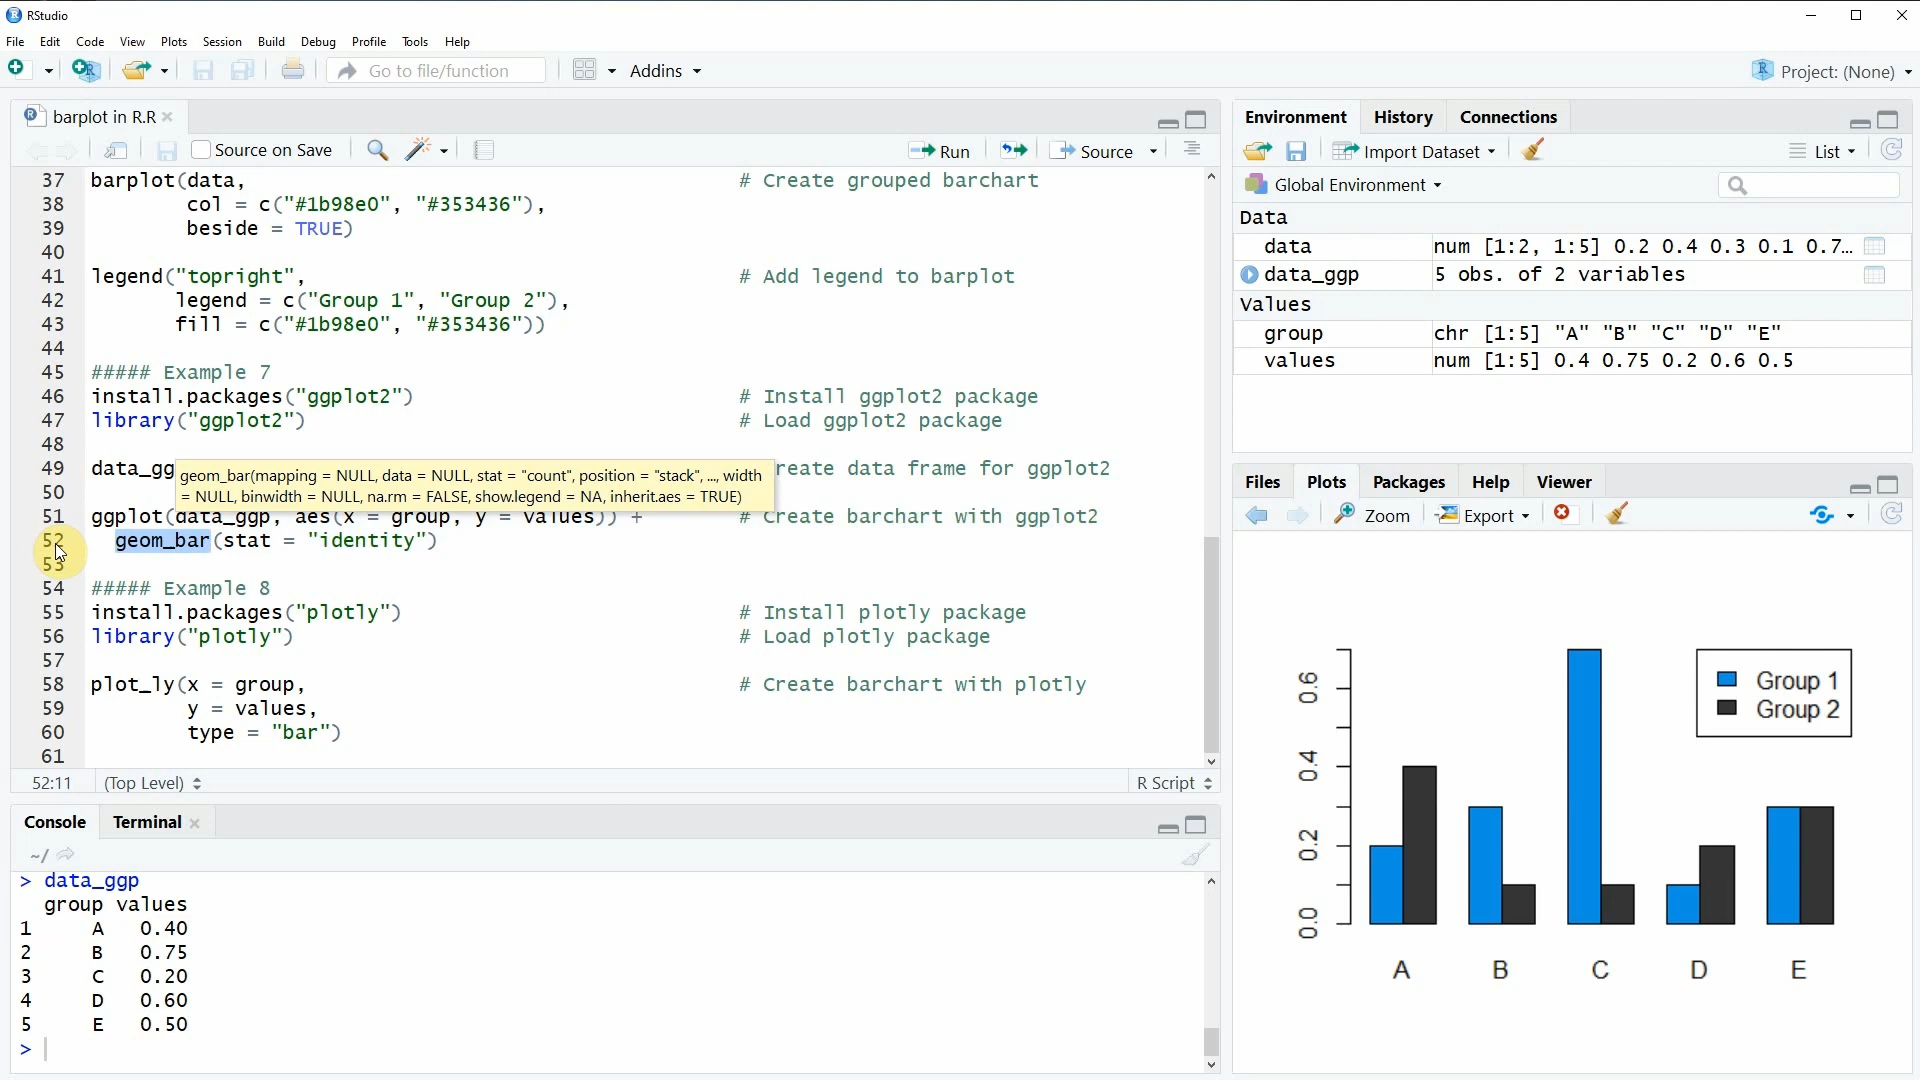 RStudio
File Edit Code View Plots Session Build Debug Profile Tools Help
Go to file/function Addins Project: (None)
barplot in R.R
Source on Save Run Source
37 barplot(data, # Create grouped barchart
38 col = c("#1b98e0", "#353436"),
39 beside = TRUE)
40
41 legend("topright", # Add legend to barplot
42 legend = c("Group 1", "Group 2"),
43 fill = c("#1b98e0", "#353436"))
44
45 ##### Example 7
46 install.packages("ggplot2") # Install ggplot2 package
47 library("ggplot2") # Load ggplot2 package
48
49 data_gg reate data frame for ggplot2
geom_bar(mapping = NULL, data = NULL, stat = "count", position = "stack", ..., width
= NULL, binwidth = NULL, na.rm = FALSE, show.legend = NA, inherit.aes = TRUE)
50
51 ggplot(data_ggp, aes(x = group, y = values)) + # Create barchart with ggplot2
52 geom_bar(stat = "identity")
53
54 ##### Example 8
55 install.packages("plotly") # Install plotly package
56 library("plotly") # Load plotly package
57
58 plot_ly(x = group, # Create barchart with plotly
59 y = values,
60 type = "bar")
61
52:11 (Top Level) R Script
Console Terminal
~/
> data_ggp
group values
1 A 0.40
2 B 0.75
3 C 0.20
4 D 0.60
5 E 0.50
>
Environment History Connections
Import Dataset List
Global Environment
Data
data num [1:2, 1:5] 0.2 0.4 0.3 0.1 0.7...
data_ggp 5 obs. of 2 variables
Values
group chr [1:5] "A" "B" "C" "D" "E"
values num [1:5] 0.4 0.75 0.2 0.6 0.5
Files Plots Packages Help Viewer
Zoom Export
0.6
0.4
0.2
0.0
Group 1
Group 2
A B C D E